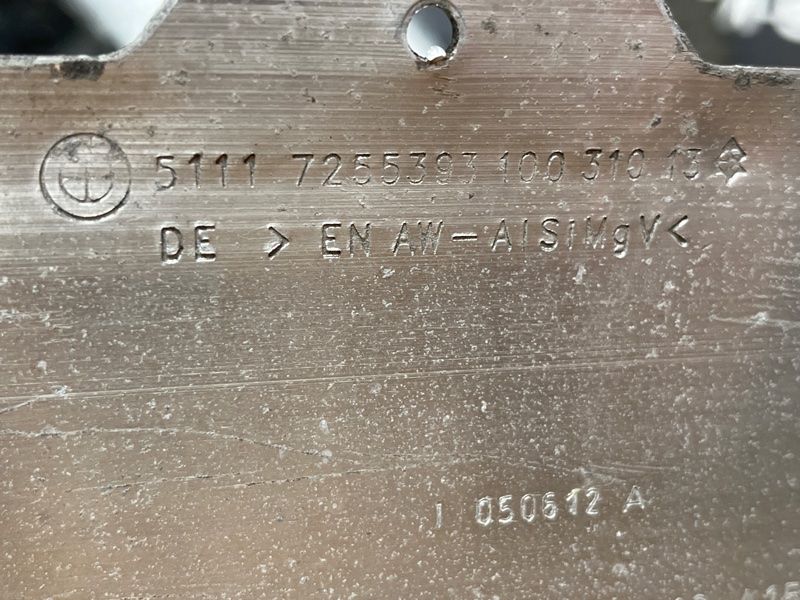 5111 7255393 100 310 13
DE > EN AW-AlSiMgV<
I 050612 A